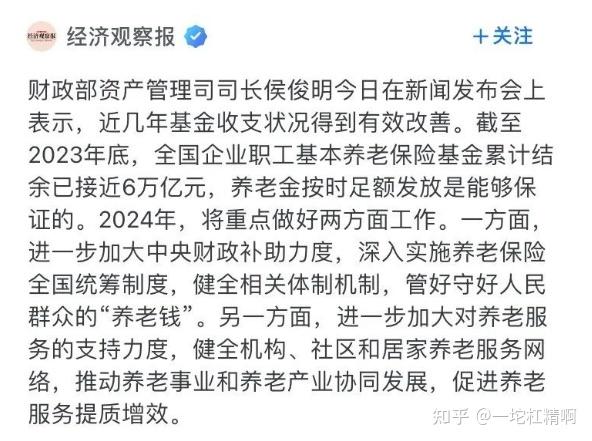 经济观察报
+关注
财政部资产管理司司长侯俊明今日在新闻发布会上
表示，近几年基金收支状况得到有效改善。截至
2023年底，全国企业职工基本养老保险基金累计结
余已接近6万亿元，养老金按时足额发放是能够保
证的。2024年，将重点做好两方面工作。一方面，
进一步加大中央财政补助力度，深入实施养老保险
全国统筹制度，健全相关体制机制，管好守好人民
群众的“养老钱”。另一方面，进一步加大对养老服
务的支持力度，健全机构、社区和居家养老服务网
络，推动养老事业和养老产业协同发展，促进养老
服务提质增效。
知乎 @一坨杠精啊